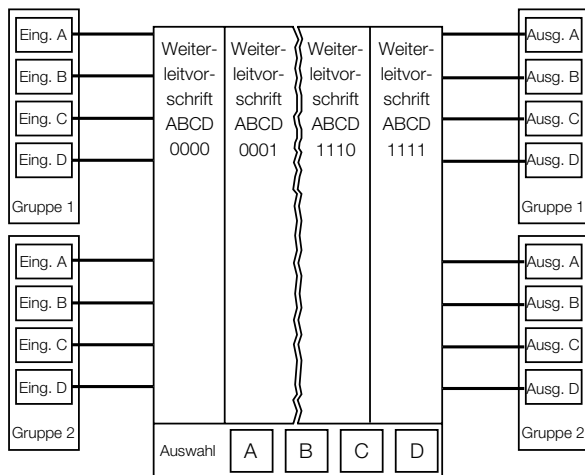 Eing. A
Eing. B
Eing. C
Eing. D
Gruppe 1
Eing. A
Eing. B
Eing. C
Eing. D
Gruppe 2
Weiter-
leitvor-
schrift
ABCD
0000
Weiter-
leitvor-
schrift
ABCD
0001
Weiter-
leitvor-
schrift
ABCD
1110
Weiter-
leitvor-
schrift
ABCD
1111
Auswahl A B C D
Ausg. A
Ausg. B
Ausg. C
Ausg. D
Gruppe 1
Ausg. A
Ausg. B
Ausg. C
Ausg. D
Gruppe 2